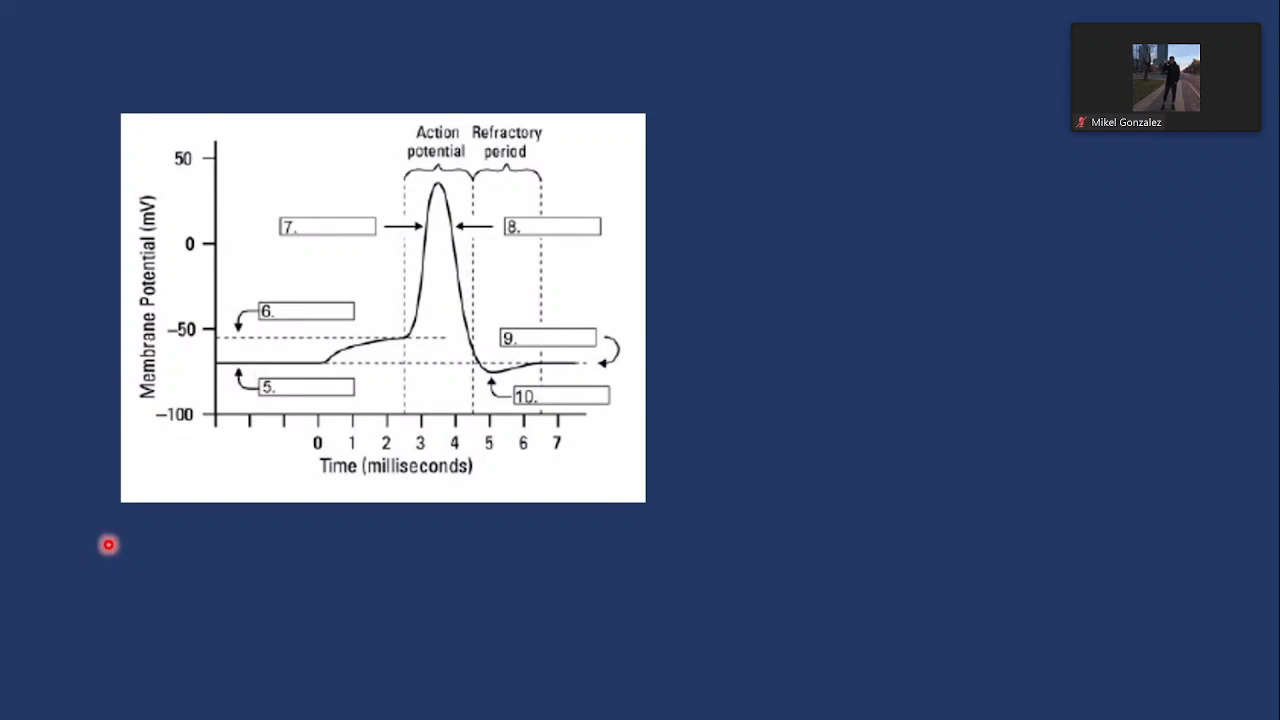 Mikel Gonzalez
Action Refractory
potential period
50
7.
8.
0
6.
-50
9.
5.
10.
-100
Membrane Potential (mV)
0 1 2 3 4 5 6 7
Time (milliseconds)